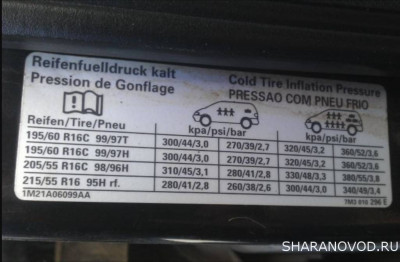 Reifenfuelldruck kalt
Pression de Gonflage
Cold Tire Inflation Pressure
PRESSAO COM PNEU FRIO
Reifen/Tire/Pneu
kpa/psi/bar kpa/psi/bar
195/60 R16C 99/97T 300/44/3,0 270/39/2,7 320/45/3,2 360/52/3,6
195/60 R16C 99/97H 300/44/3,0 270/39/2,7 320/45/3,2 360/52/3,6
205/55 R16C 98/96H 310/45/3,1 280/41/2,8 330/48/3,3 380/55/3,8
215/55 R16 95H rf. 280/41/2,8 260/38/2,6 300/44/3,0 340/49/3,4
1M21A06099AA
7M3 010 296 E
SHARANOVOD.RU